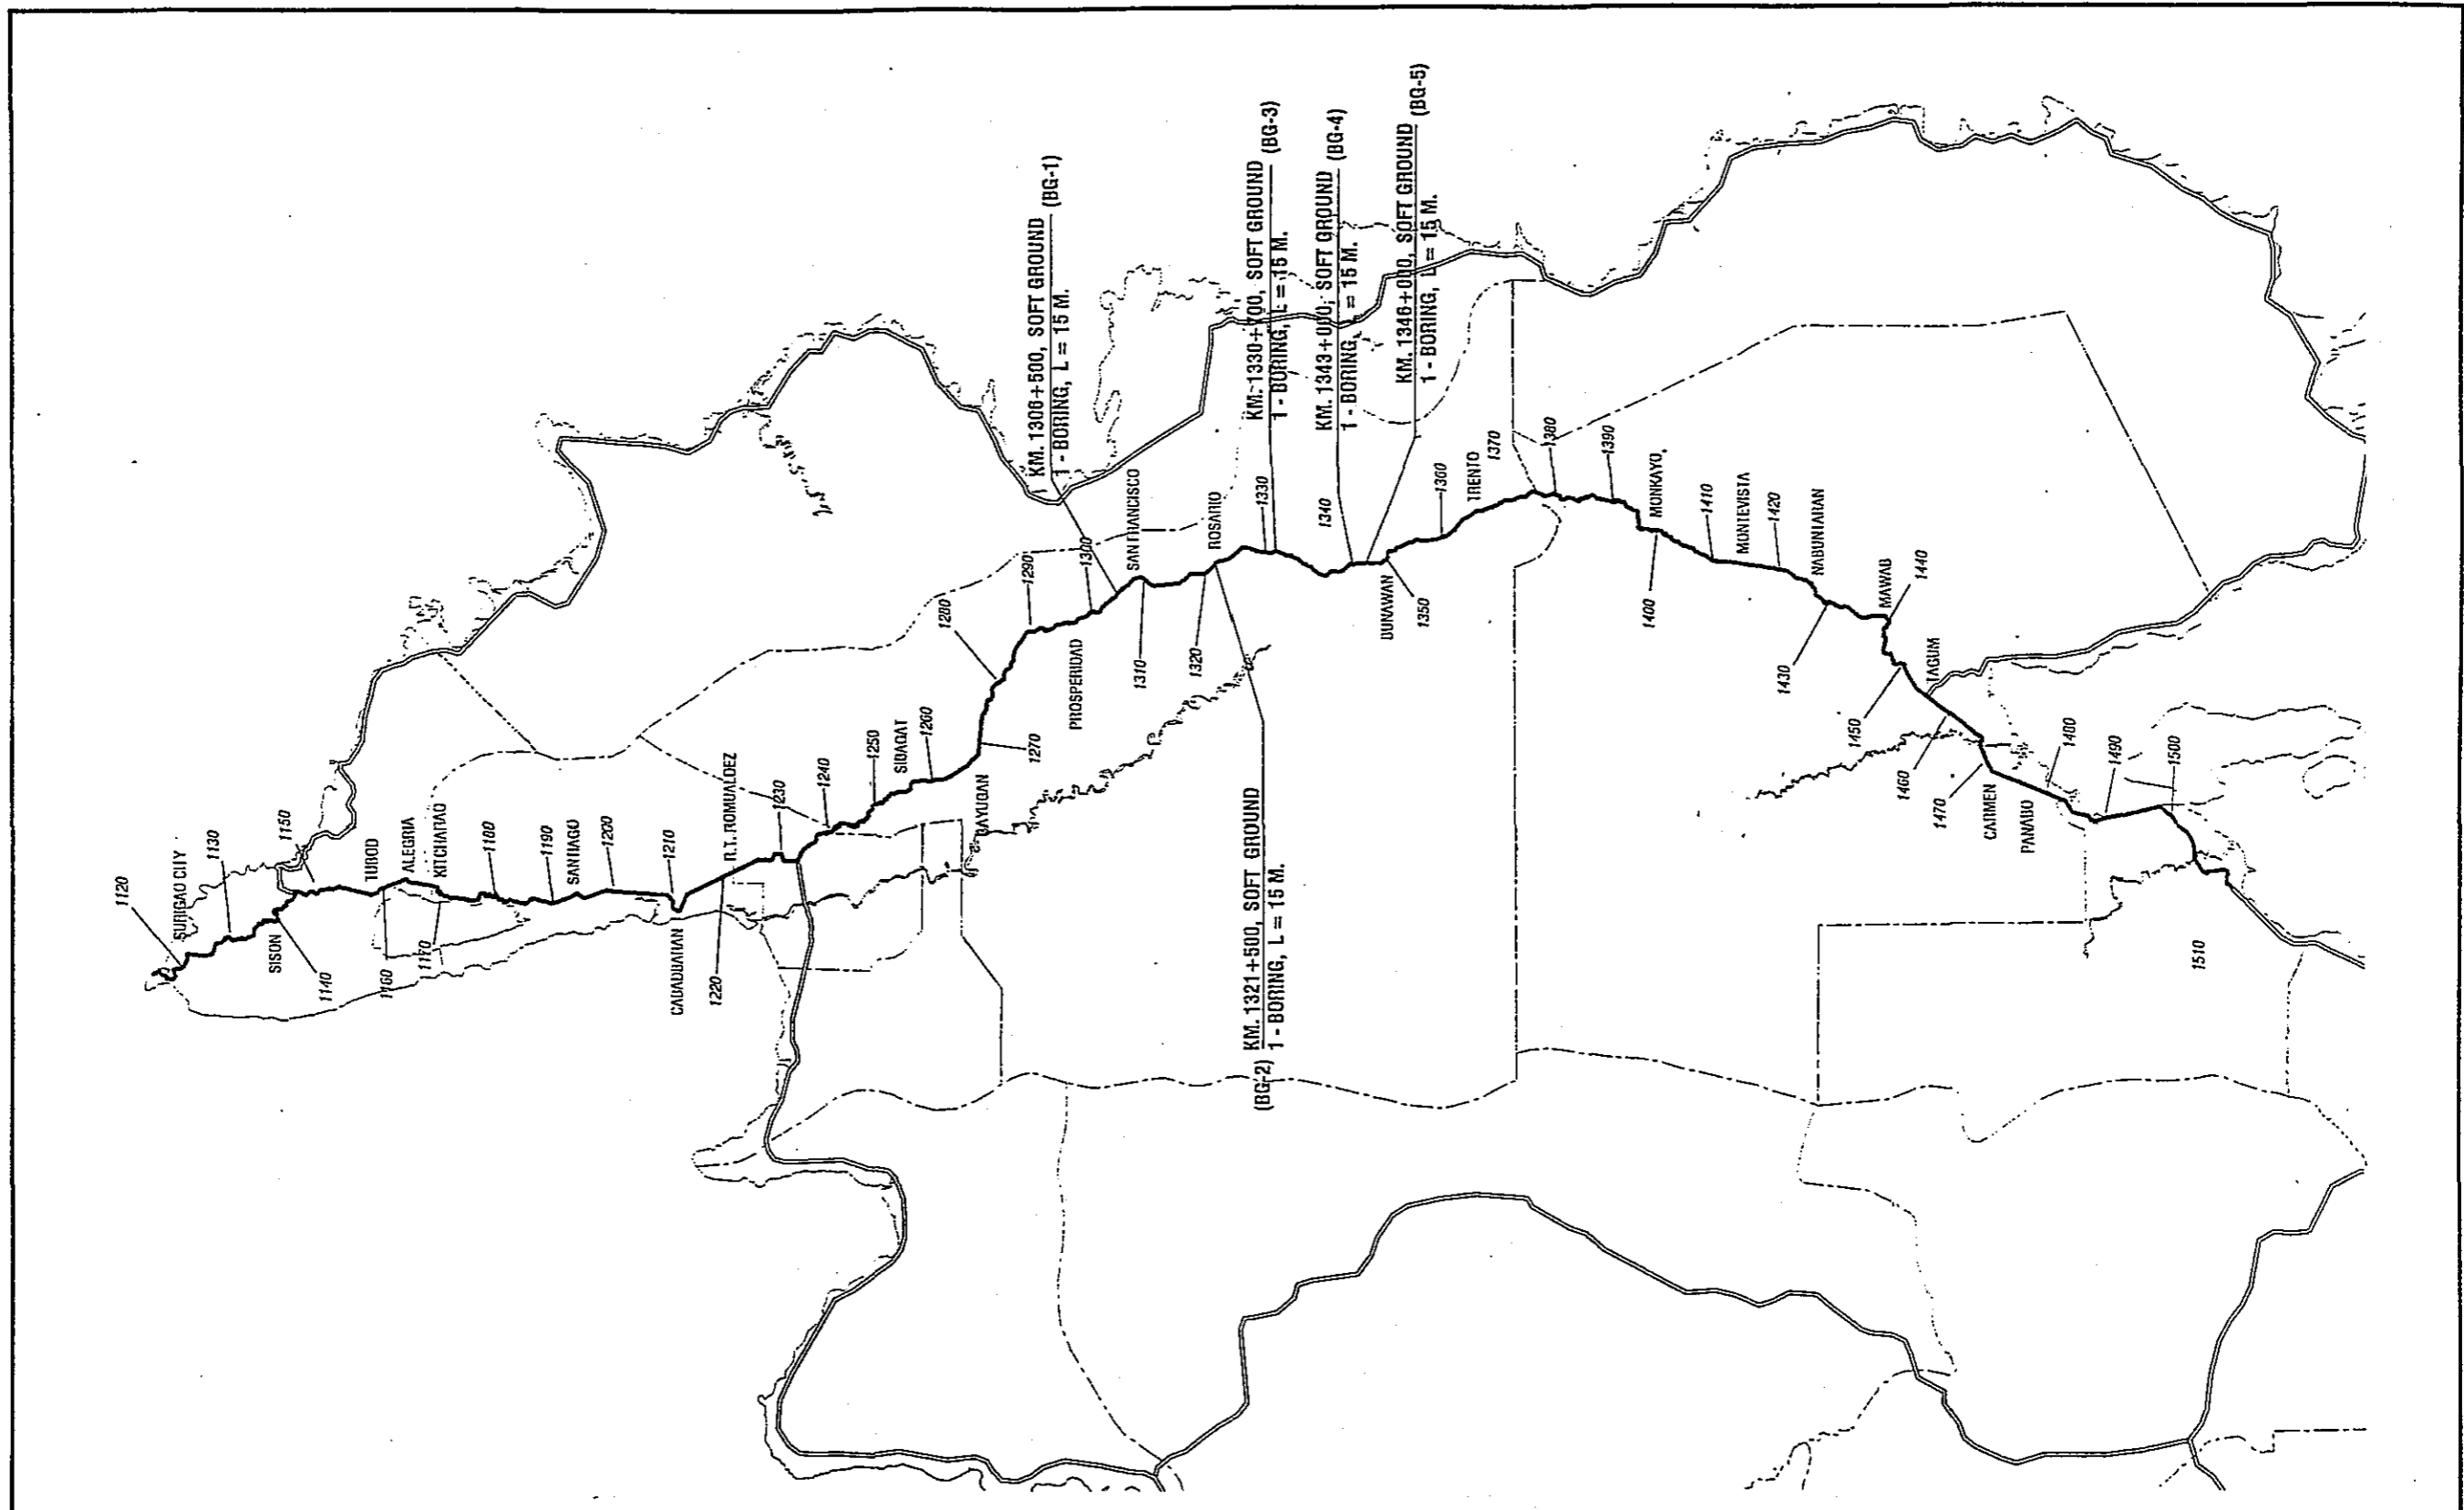 1120
SURIGAO CITY
1130
SISON
1140
1150
TUBOD
1160
ALEGRIA
KITCHARAO
1170
1180
1190
SANTIAGO
1200
1210
CABADBARAN
1220
R.T. ROMUALDEZ
1230
1240
1250
SIBAGAT
1260
BAYUGAN
1270
1280
1290
PROSPERIDAD
1300
KM. 1306+500, SOFT GROUND
1 - BORING, L = 15 M.
(BG-1)
SAN FRANCISCO
1310
1320
ROSARIO
(BG-2)
KM. 1321+500, SOFT GROUND
1 - BORING, L = 15 M.
1330
KM. 1330+700, SOFT GROUND
1 - BORING, L = 15 M.
(BG-3)
1340
KM. 1343+000, SOFT GROUND
1 - BORING, L = 15 M.
(BG-4)
KM. 1346+000, SOFT GROUND
1 - BORING, L = 15 M.
(BG-5)
BUNAWAN
1350
1360
TRENTO
1370
1380
1390
MONKAYO
1400
1410
MONTEVISTA
1420
NABUNTARAN
1430
MAWAB
1440
1450
TAGUM
1460
1470
CARMEN
PANABO
1480
1490
1500
1510